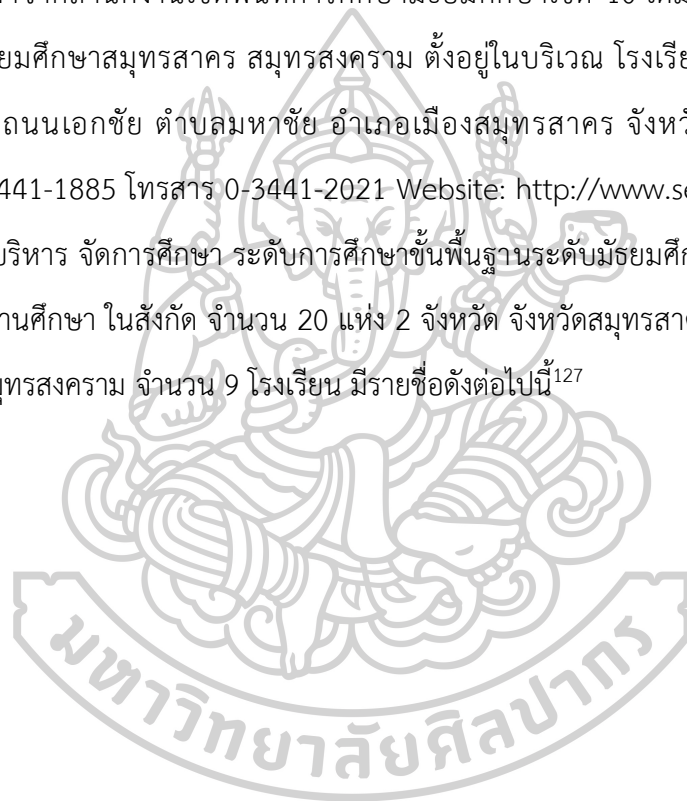 ยมศึกษาสมุทรสาคร สมุทรสงคราม ตั้งอยู่ในบริเวณ โรงเรีย
ถนนเอกชัย ตำบลมหาชัย อำเภอเมืองสมุทรสาคร จังหวั
441-1885 โทรสาร 0-3441-2021 Website: http://www.se
บริหาร จัดการศึกษา ระดับการศึกษาขั้นพื้นฐานระดับมัธยมศึก
านศึกษา ในสังกัด จำนวน 20 แห่ง 2 จังหวัด จังหวัดสมุทรสาค
มุทรสงคราม จำนวน 9 โรงเรียน มีรายชื่อดังต่อไปนี้127
มหาวิทยาลัยศิลปากร